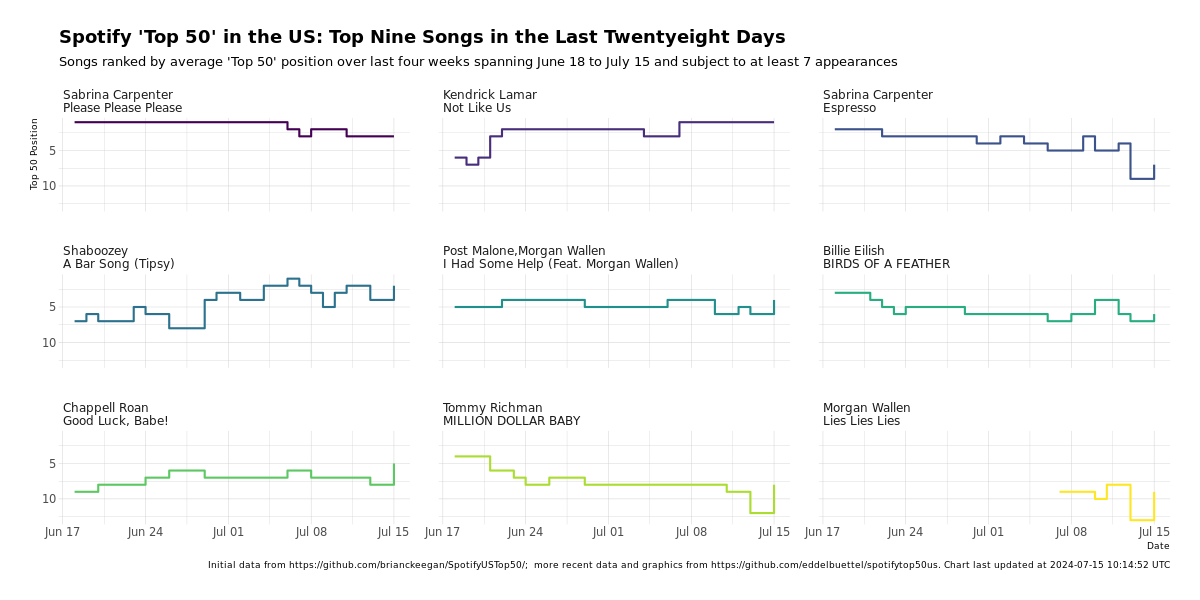 Spotify 'Top 50' in the US: Top Nine Songs in the Last Twentyeight Days
Songs ranked by average 'Top 50' position over last four weeks spanning June 18 to July 15 and subject to at least 7 appearances
Sabrina Carpenter
Please Please Please
Kendrick Lamar
Not Like Us
Sabrina Carpenter
Espresso
Top 50 Position
5
10
Shaboozey
A Bar Song (Tipsy)
Post Malone,Morgan Wallen
I Had Some Help (Feat. Morgan Wallen)
Billie Eilish
BIRDS OF A FEATHER
5
10
Chappell Roan
Good Luck, Babe!
Tommy Richman
MILLION DOLLAR BABY
Morgan Wallen
Lies Lies Lies
5
10
Jun 17 Jun 24 Jul 01 Jul 08 Jul 15 Jun 17 Jun 24 Jul 01 Jul 08 Jul 15 Jun 17 Jun 24 Jul 01 Jul 08 Jul 15
Date
Initial data from https://github.com/brianckeegan/SpotifyUSTop50/;  more recent data and graphics from https://github.com/eddelbuettel/spotifytop50us. Chart last updated at 2024-07-15 10:14:52 UTC